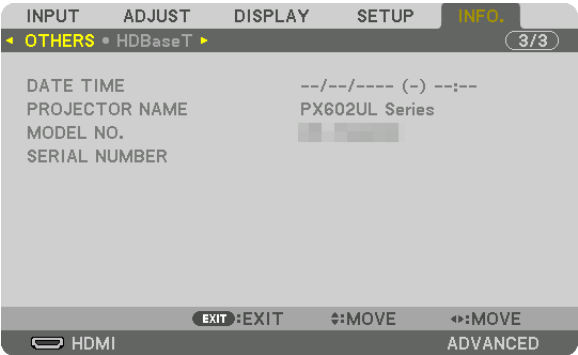 INPUT ADJUST DISPLAY SETUP INFO.
OTHERS • HDBaseT 3/3
DATE TIME --/--/---- (-) --:--
PROJECTOR NAME PX602UL Series
MODEL NO.
SERIAL NUMBER
EXIT :EXIT :MOVE :MOVE
HDMI ADVANCED